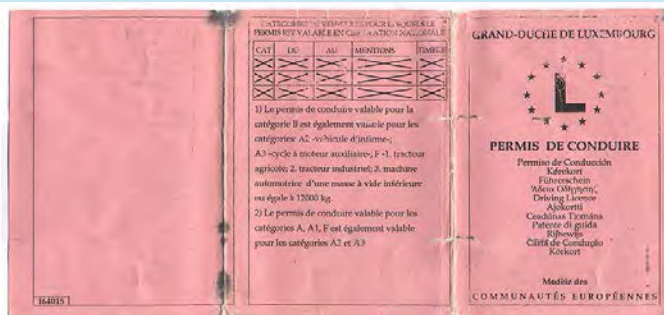 164015
CATEGORIES DE VEHICULES POUR LESQUELS LE
PERMIS EST VALABLE EN CIRCULATION NATIONALE
CAT DU AU MENTIONS TIMBRE
1) Le permis de conduire valable pour la
catégorie B est également valable pour les
catégories: A2 -véhicule d'infirme-;
A3 -cycle à moteur auxiliaire-; F -1. tracteur
agricole; 2. tracteur industriel; 3. machine
automotrice d'une masse à vide inférieure
ou égale à 12000 kg.
2) Le permis de conduire valable pour les
catégories A, A1, F est également valable
pour les catégories A2 et A3
GRAND-DUCHE DE LUXEMBOURG
L
PERMIS DE CONDUIRE
Permiso de Conducción
Kørekort
Führerschein
Άδεια Οδήγησης
Driving Licence
Ajokortti
Ceadúnas Tiomána
Patente di guida
Rijbewijs
Carta de Condução
Körkort
Modèle des
COMMUNAUTÉS EUROPÉENNES